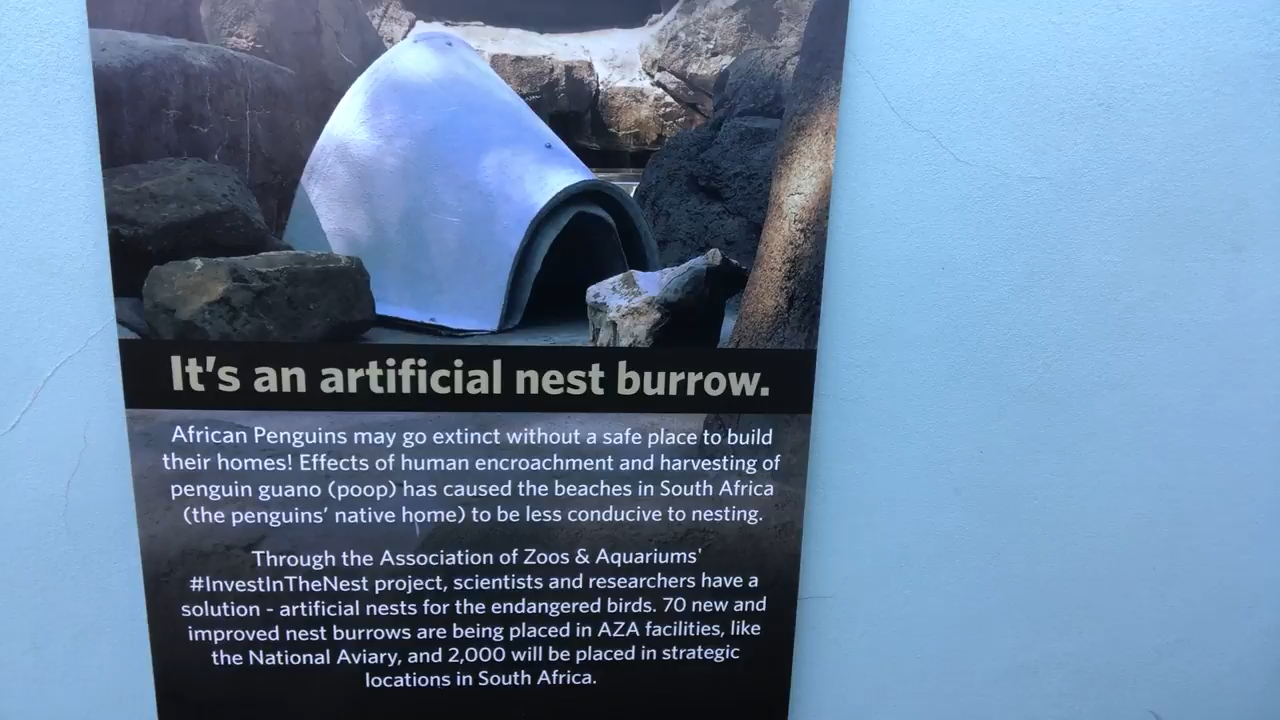 It's an artificial nest burrow.
African Penguins may go extinct without a safe place to build
their homes! Effects of human encroachment and harvesting of
penguin guano (poop) has caused the beaches in South Africa
(the penguins' native home) to be less conducive to nesting.
Through the Association of Zoos & Aquariums'
#InvestInTheNest project, scientists and researchers have a
solution - artificial nests for the endangered birds. 70 new and
improved nest burrows are being placed in AZA facilities, like
the National Aviary, and 2,000 will be placed in strategic
locations in South Africa.